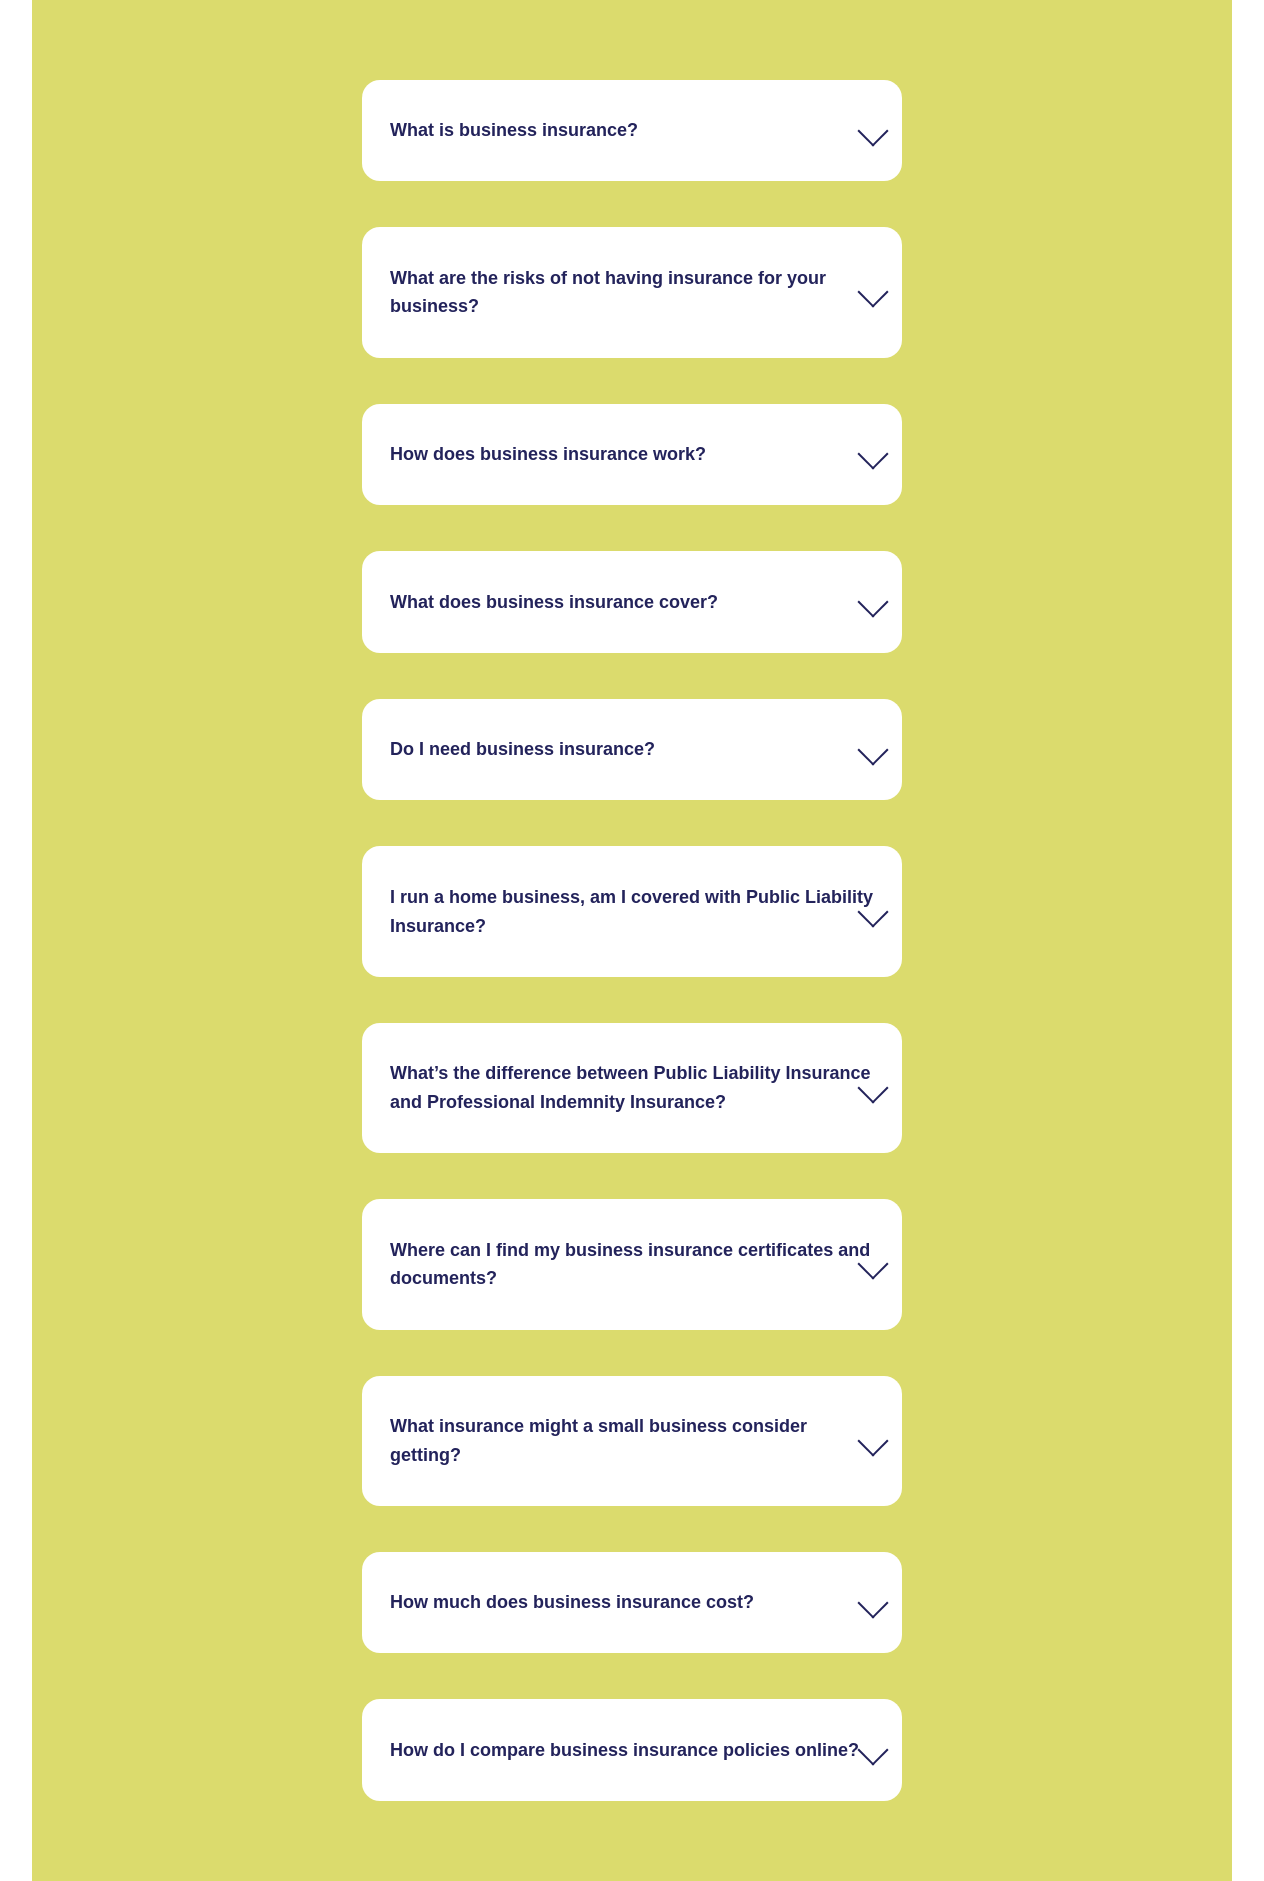 What is business insurance?
What are the risks of not having insurance for your
business?
How does business insurance work?
What does business insurance cover?
Do I need business insurance?
I run a home business, am I covered with Public Liability
Insurance?
What’s the difference between Public Liability Insurance
and Professional Indemnity Insurance?
Where can I find my business insurance certificates and
documents?
What insurance might a small business consider
getting?
How much does business insurance cost?
How do I compare business insurance policies online?